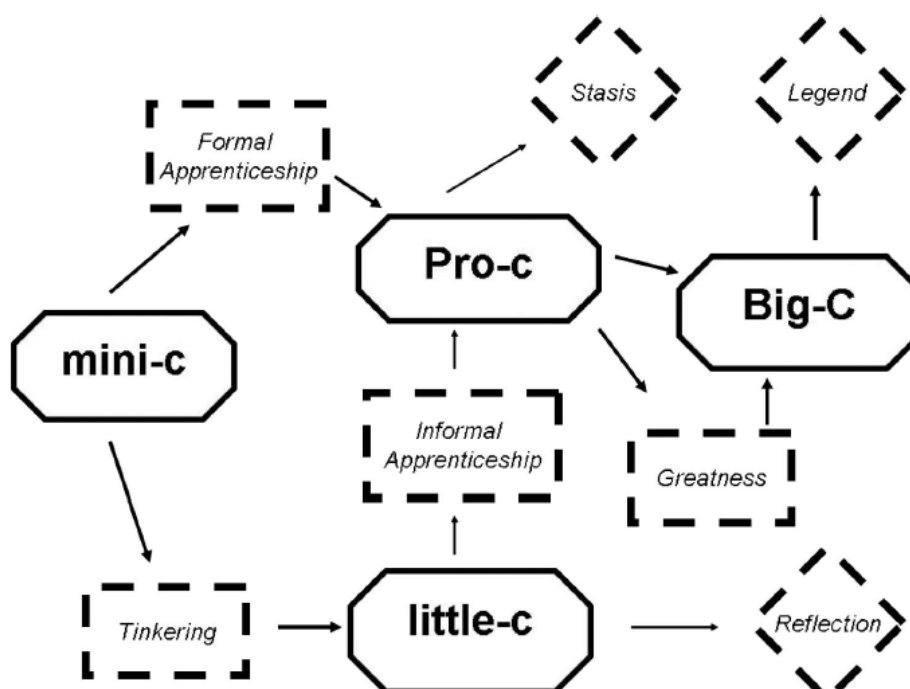 Stasis
Legend
Formal
Apprenticeship
Pro-c
Big-C
mini-c
Informal
Apprenticeship
Greatness
Tinkering
little-c
Reflection